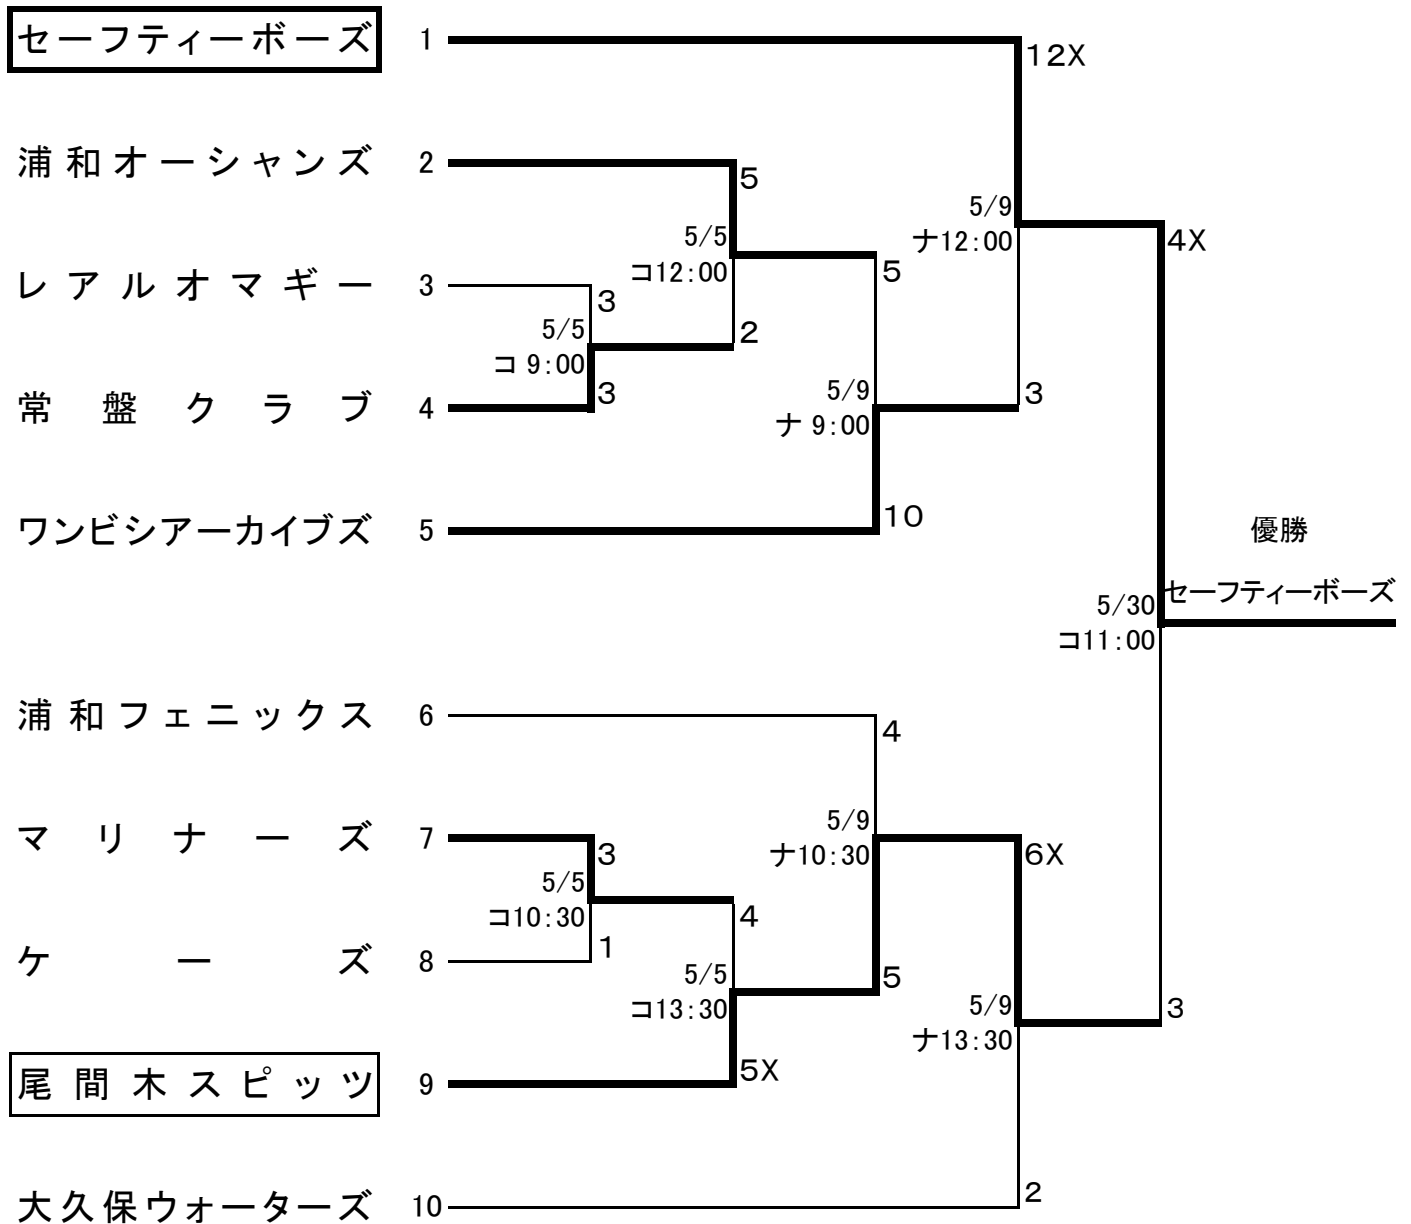 セーフティーボーズ 1
12X
浦和オーシャンズ 2
5
5/9
ナ12:00
4X
5/5
コ12:00
5
レアルオマギー 3
3
5/5
コ 9:00
2
常盤クラブ 4
3
5/9
ナ 9:00
3
ワンビシアーカイブズ 5
10
優勝
セーフティーボーズ
5/30
コ11:00
浦和フェニックス 6
4
マリナーズ 7
3
5/9
ナ10:30
6X
5/5
コ10:30
4
ケーズ 8
1
5/5
コ13:30
5
5/9
ナ13:30
3
尾間木スピッツ 9
5X
大久保ウォーターズ 10
2